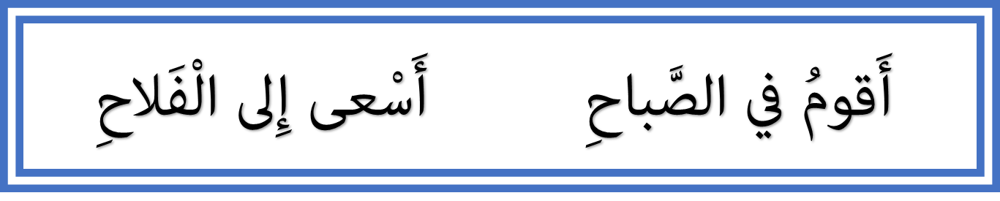 أَقومُ في الصَّباحِ أَسْعى إِلى الْفَلاحِ